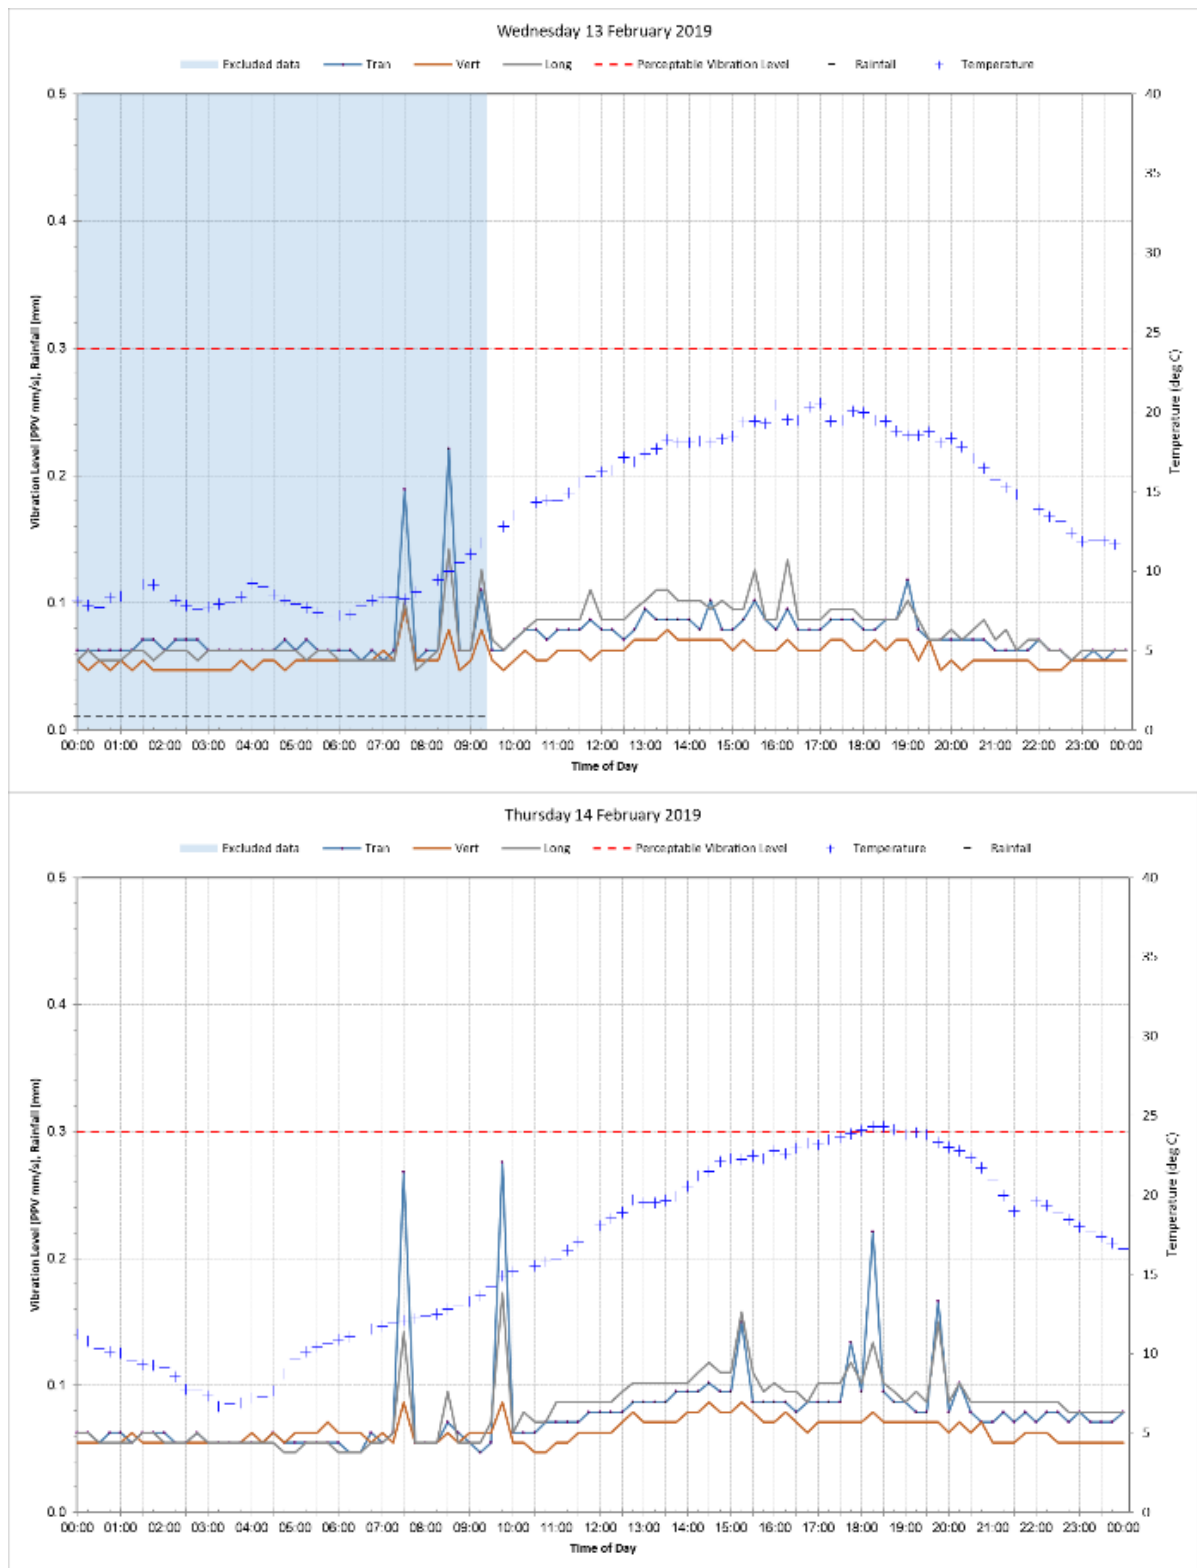 Wednesday 13 February 2019
Excluded data Tran Vert Long Perceptable Vibration Level Rainfall Temperature
0.5 40
35
0.4
30
25
0.3
20
0.2
15
10
0.1
5
0.0 0
Vibration Level (PPV mm/s), Rainfall (mm)
Temperature (deg C)
00:00 01:00 02:00 03:00 04:00 05:00 06:00 07:00 08:00 09:00 10:00 11:00 12:00 13:00 14:00 15:00 16:00 17:00 18:00 19:00 20:00 21:00 22:00 23:00 00:00
Time of Day
Thursday 14 February 2019
Excluded data Tran Vert Long Perceptable Vibration Level Temperature Rainfall
0.5 40
35
0.4
30
25
0.3
20
0.2
15
10
0.1
5
0.0 0
Vibration Level (PPV mm/s), Rainfall (mm)
Temperature (deg C)
00:00 01:00 02:00 03:00 04:00 05:00 06:00 07:00 08:00 09:00 10:00 11:00 12:00 13:00 14:00 15:00 16:00 17:00 18:00 19:00 20:00 21:00 22:00 23:00 00:00
Time of Day